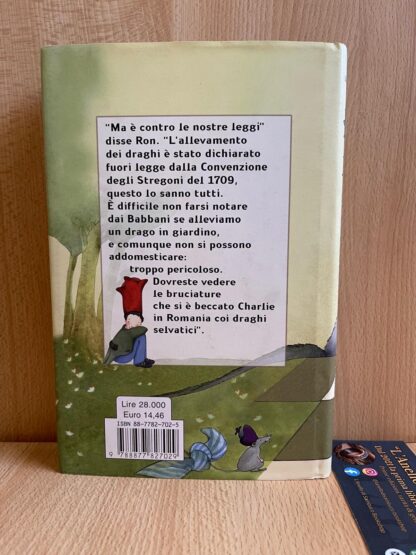 "Ma è contro le nostre leggi"
disse Ron. "L'allevamento
dei draghi è stato dichiarato
fuori legge dalla Convenzione
degli Stregoni del 1709,
questo lo sanno tutti.
È difficile non farsi notare
dai Babbani se alleviamo
un drago in giardino,
e comunque non si possono
addomesticare:
troppo pericoloso.
Dovreste vedere
le bruciature
che si è beccato Charlie
in Romania coi draghi
selvatici".
Lire 28.000
Euro 14,46
ISBN 88-7782-702-5
9 788877 827029